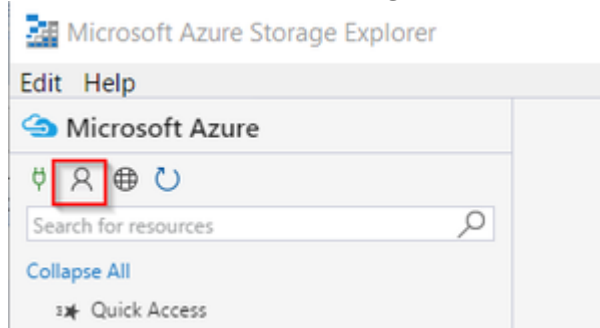 Microsoft Azure Storage Explorer
Edit Help
Microsoft Azure
Search for resources
Collapse All
Quick Access